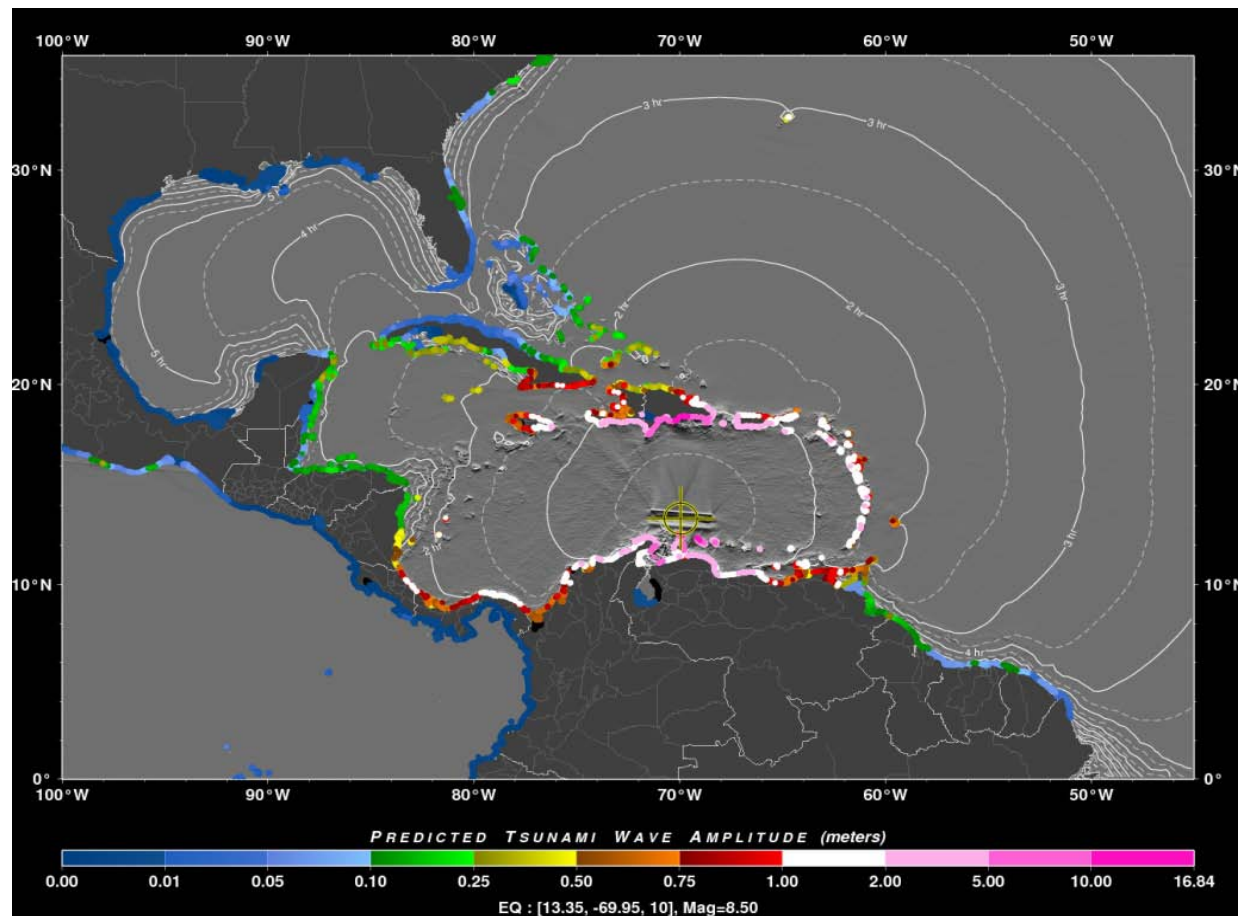 100°W 90°W 80°W 70°W 60°W 50°W
3 hr
3 hr
30°N 30°N
5 hr
4 hr
3 hr
2 hr
2 hr
5 hr
20°N 20°N
3 hr
2 hr
10°N 10°N
4 hr
0° 0°
100°W 90°W 80°W 70°W 60°W 50°W
PREDICTED TSUNAMI WAVE AMPLITUDE (meters)
0.00 0.01 0.05 0.10 0.25 0.50 0.75 1.00 2.00 5.00 10.00 16.84
EQ : [13.35, -69.95, 10], Mag=8.50